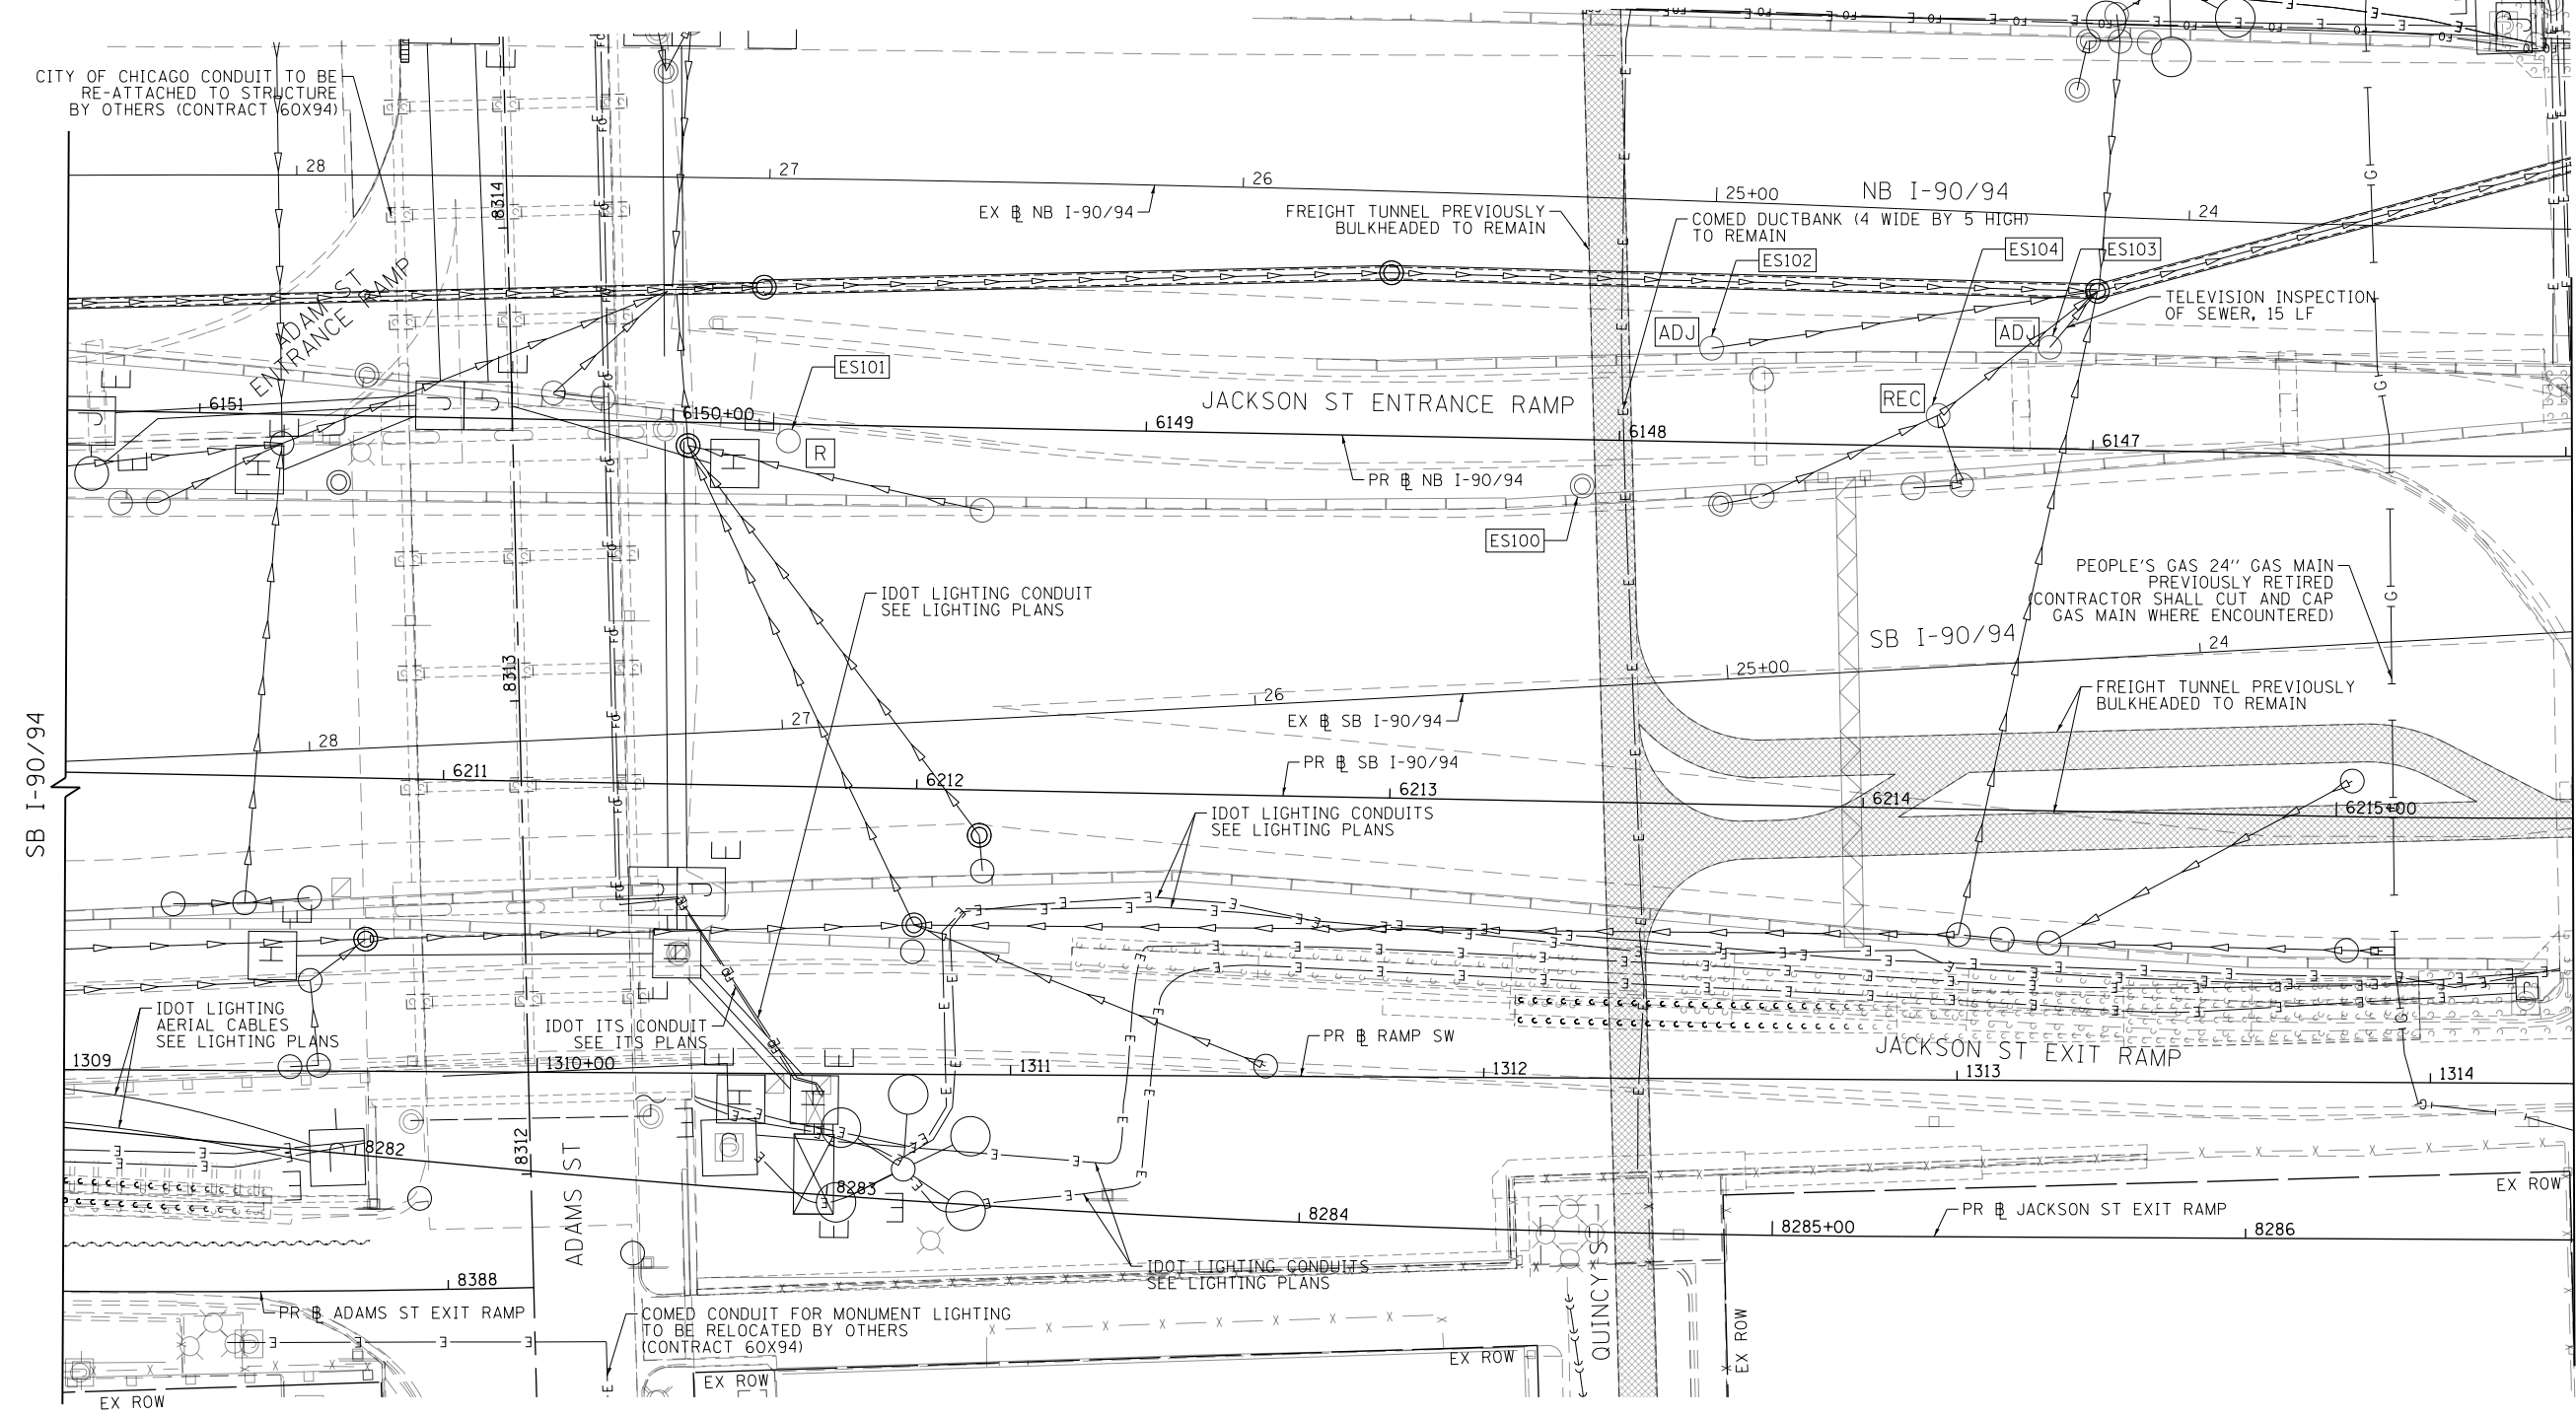 CITY OF CHICAGO CONDUIT TO BE
RE-ATTACHED TO STRUCTURE
BY OTHERS (CONTRACT 60X94)
28
27
26
25+00
24
NB I-90/94
EX BL NB I-90/94
FREIGHT TUNNEL PREVIOUSLY
BULKHEADED TO REMAIN
COMED DUCTBANK (4 WIDE BY 5 HIGH)
TO REMAIN
ES102
ES104
ES103
TELEVISION INSPECTION
OF SEWER, 15 LF
ADJ
ADJ
8314
ADAM ST
ENTRANCE RAMP
ES101
REC
R
JACKSON ST ENTRANCE RAMP
6151
6150+00
6149
6148
6147
PR BL NB I-90/94
ES100
IDOT LIGHTING CONDUIT
SEE LIGHTING PLANS
PEOPLE'S GAS 24" GAS MAIN
PREVIOUSLY RETIRED
(CONTRACTOR SHALL CUT AND CAP
GAS MAIN WHERE ENCOUNTERED)
SB I-90/94
8313
28
27
26
25+00
24
EX BL SB I-90/94
FREIGHT TUNNEL PREVIOUSLY
BULKHEADED TO REMAIN
SB I-90/94
PR BL SB I-90/94
6211
6212
6213
6214
6215+00
IDOT LIGHTING CONDUITS
SEE LIGHTING PLANS
IDOT LIGHTING
AERIAL CABLES
SEE LIGHTING PLANS
IDOT ITS CONDUIT
SEE ITS PLANS
PR BL RAMP SW
JACKSON ST EXIT RAMP
1309
1310+00
1311
1312
1313
1314
8312
ADAMS ST
8282
8283
8284
8285+00
8286
EX ROW
PR BL JACKSON ST EXIT RAMP
IDOT LIGHTING CONDUITS
SEE LIGHTING PLANS
8388
PR BL ADAMS ST EXIT RAMP
COMED CONDUIT FOR MONUMENT LIGHTING
TO BE RELOCATED BY OTHERS
(CONTRACT 60X94)
QUINCY S
EX ROW
EX ROW
EX ROW
EX ROW